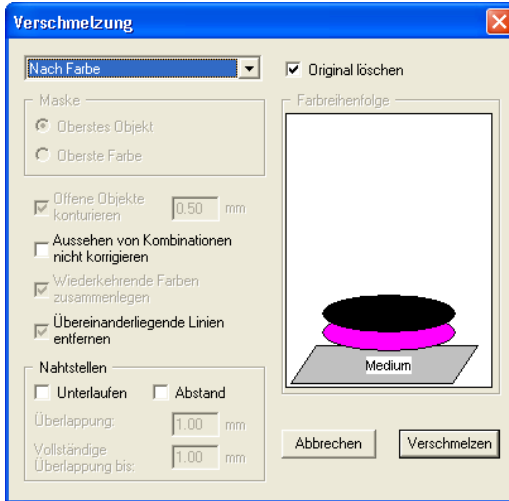 Verschmelzung
Nach Farbe
Original löschen
Maske
Oberstes Objekt
Oberste Farbe
Offene Objekte
konturieren
0.50 mm
Aussehen von Kombinationen
nicht korrigieren
Wiederkehrende Farben
zusammenlegen
Übereinanderliegende Linien
entfernen
Nahtstellen
Unterlaufen
Abstand
Überlappung:
1.00 mm
Vollständige
Überlappung bis:
1.00 mm
Farbreihenfolge
Medium
Abbrechen
Verschmelzen